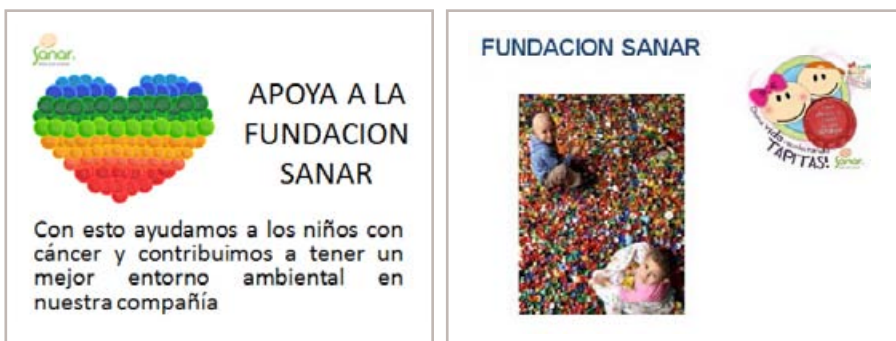 Sanar.
APOYA A LA
FUNDACION
SANAR
Con esto ayudamos a los niños con
cáncer y contribuimos a tener un
mejor entorno ambiental en
nuestra compañía
FUNDACION SANAR
vida
TAPITAS!
Sanar.